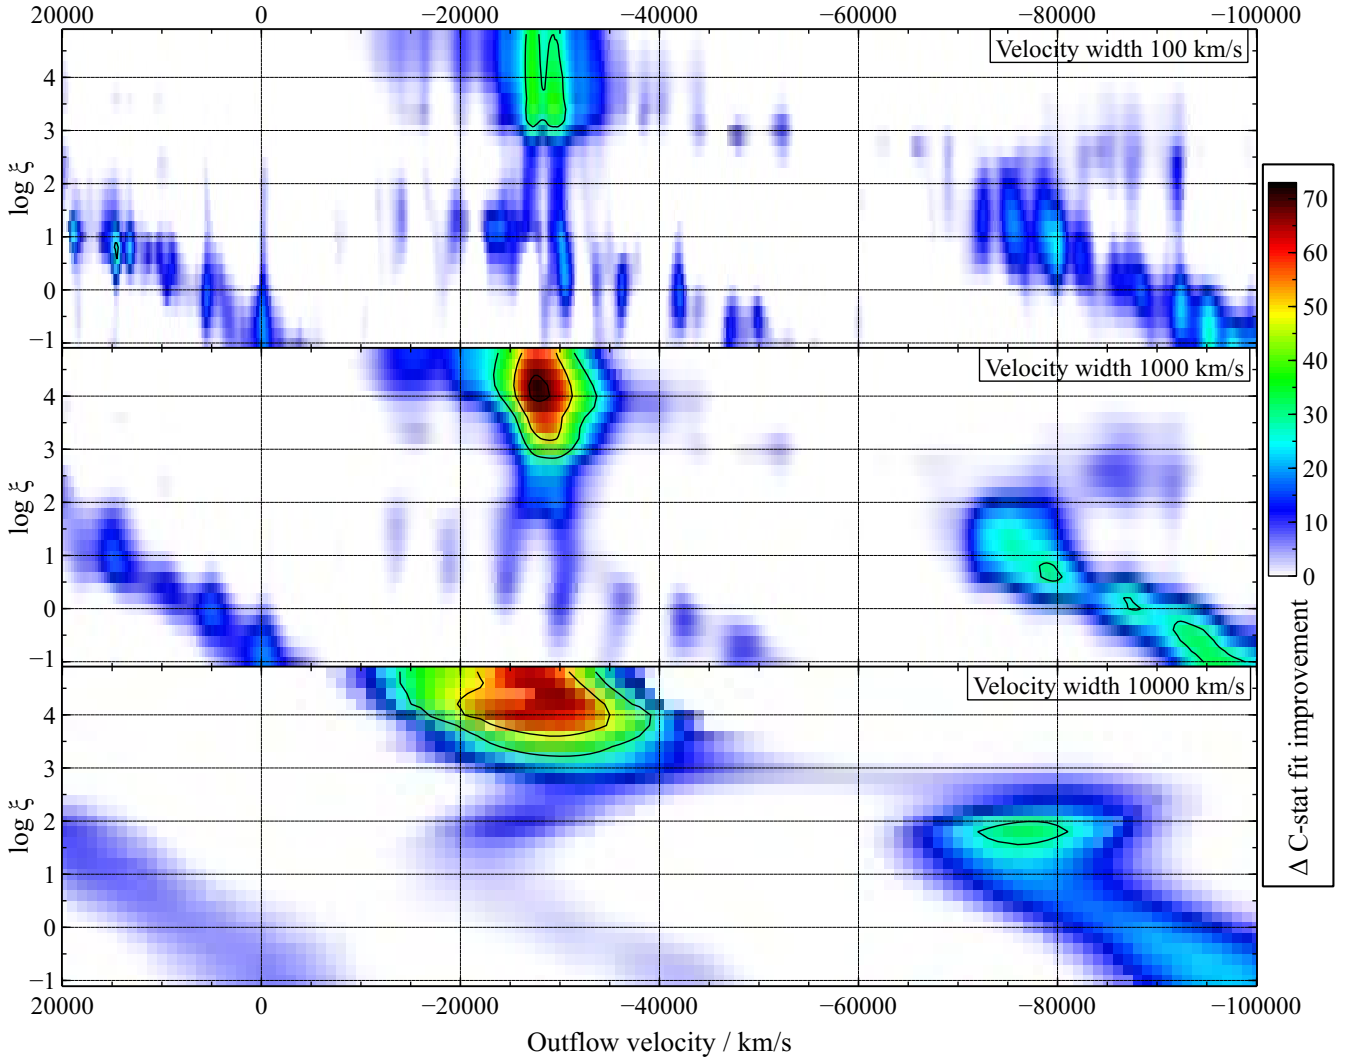 20000 0 −20000 −40000 −60000 −80000 −100000
Velocity width 100 km/s
4
3
2
1
0
−1
log ξ
Velocity width 1000 km/s
4
3
2
1
0
−1
log ξ
Velocity width 10000 km/s
4
3
2
1
0
−1
log ξ
20000 0 −20000 −40000 −60000 −80000 −100000
Outflow velocity / km/s
70
60
50
40
30
20
10
0
Δ C-stat fit improvement